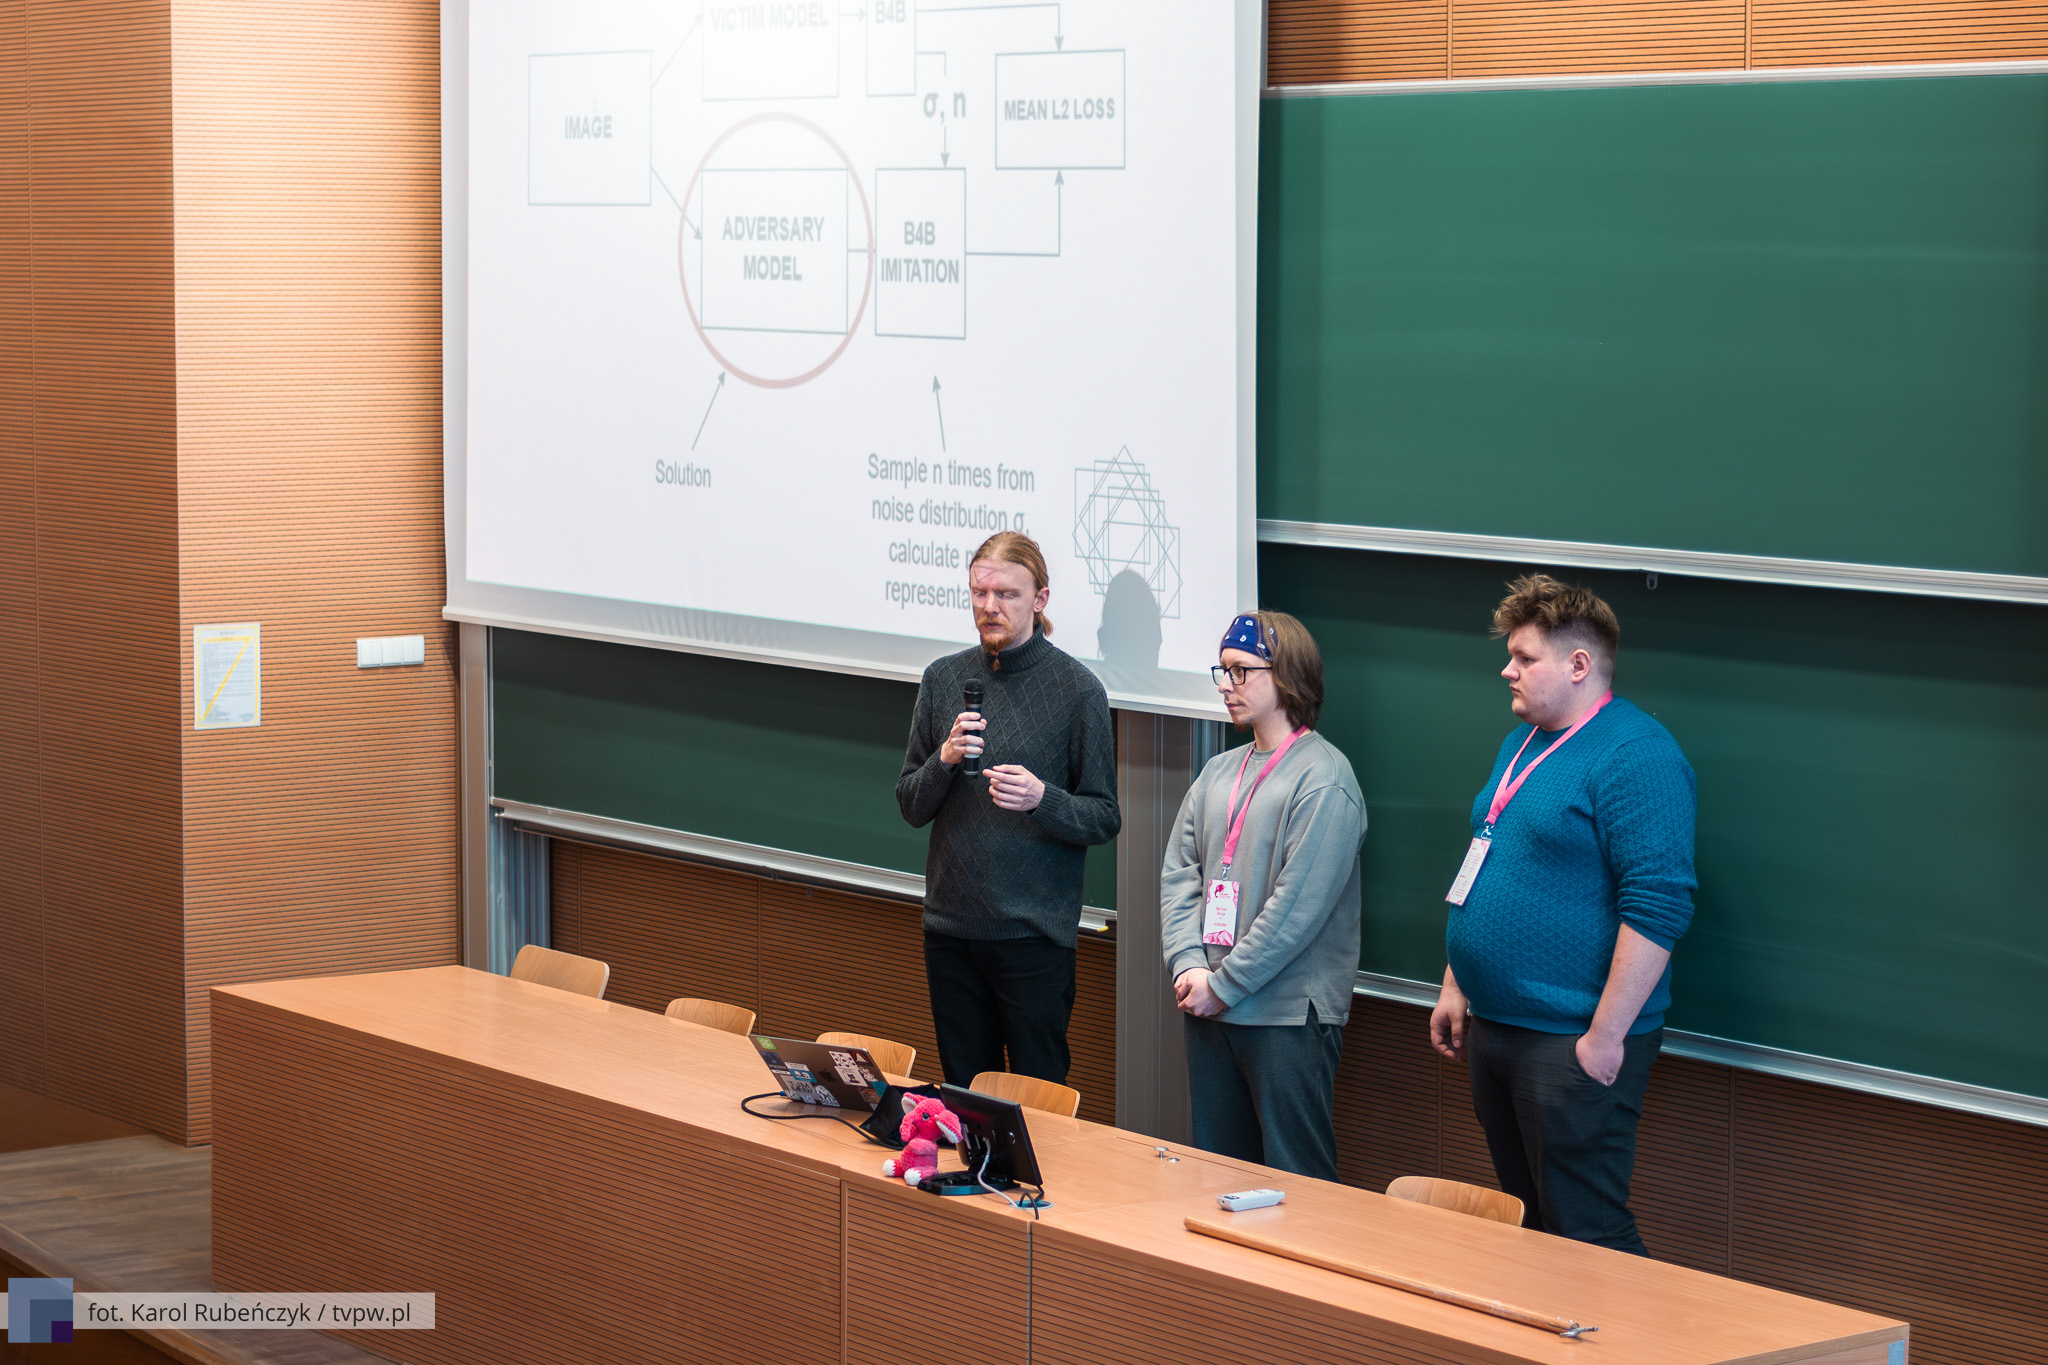 VICTIM MODEL
B4B
IMAGE
σ, n
MEAN L2 LOSS
ADVERSARY
MODEL
B4B
IMITATION
Solution
Sample n times from
noise distribution σ,
calculate
fot. Karol Rubeńczyk / tvpw.pl